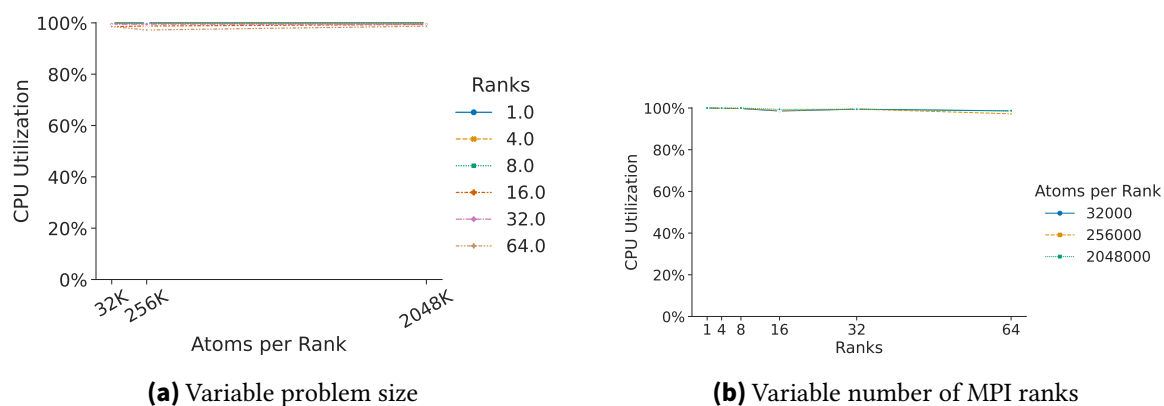 100%
80%
60%
40%
20%
0%
CPU Utilization
32K 256K 2048K
Atoms per Rank
Ranks
1.0
4.0
8.0
16.0
32.0
64.0
(a) Variable problem size
100%
80%
60%
40%
20%
0%
CPU Utilization
1 4 8 16 32 64
Ranks
Atoms per Rank
32000
256000
2048000
(b) Variable number of MPI ranks